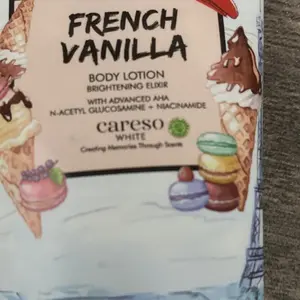 FRENCH
VANILLA
BODY LOTION
BRIGHTENING ELIXIR
WITH ADVANCED AHA
N-ACETYL GLUCOSAMINE + NIACINAMIDE
careso
WHITE
Creating Memories Through Scents